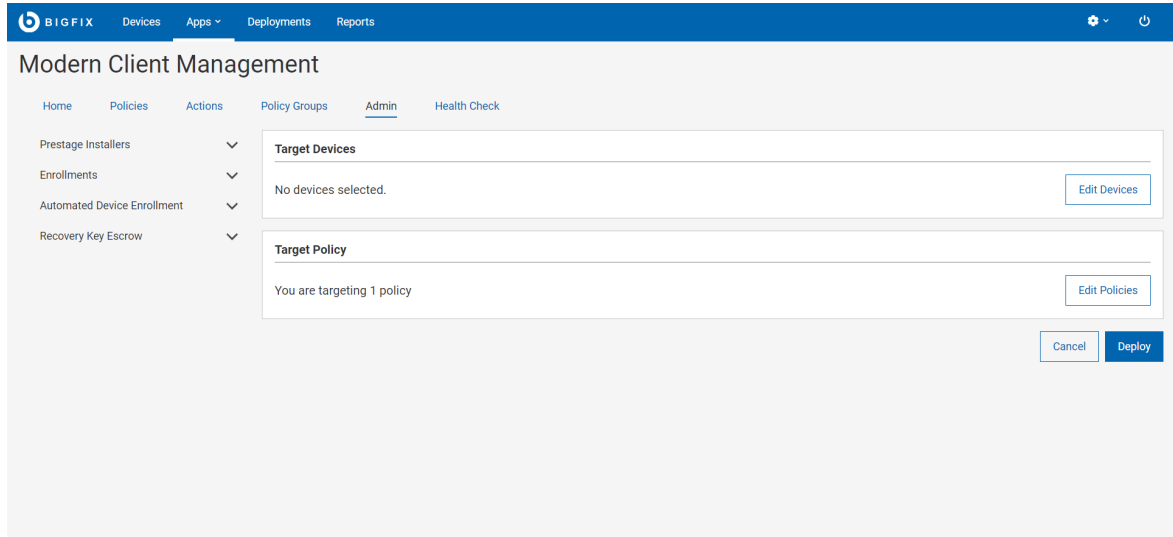 BIGFIX Devices Apps Deployments Reports
Modern Client Management
Home Policies Actions Policy Groups Admin Health Check
Prestage Installers
Enrollments
Automated Device Enrollment
Recovery Key Escrow
Target Devices
No devices selected. Edit Devices
Target Policy
You are targeting 1 policy Edit Policies
Cancel Deploy